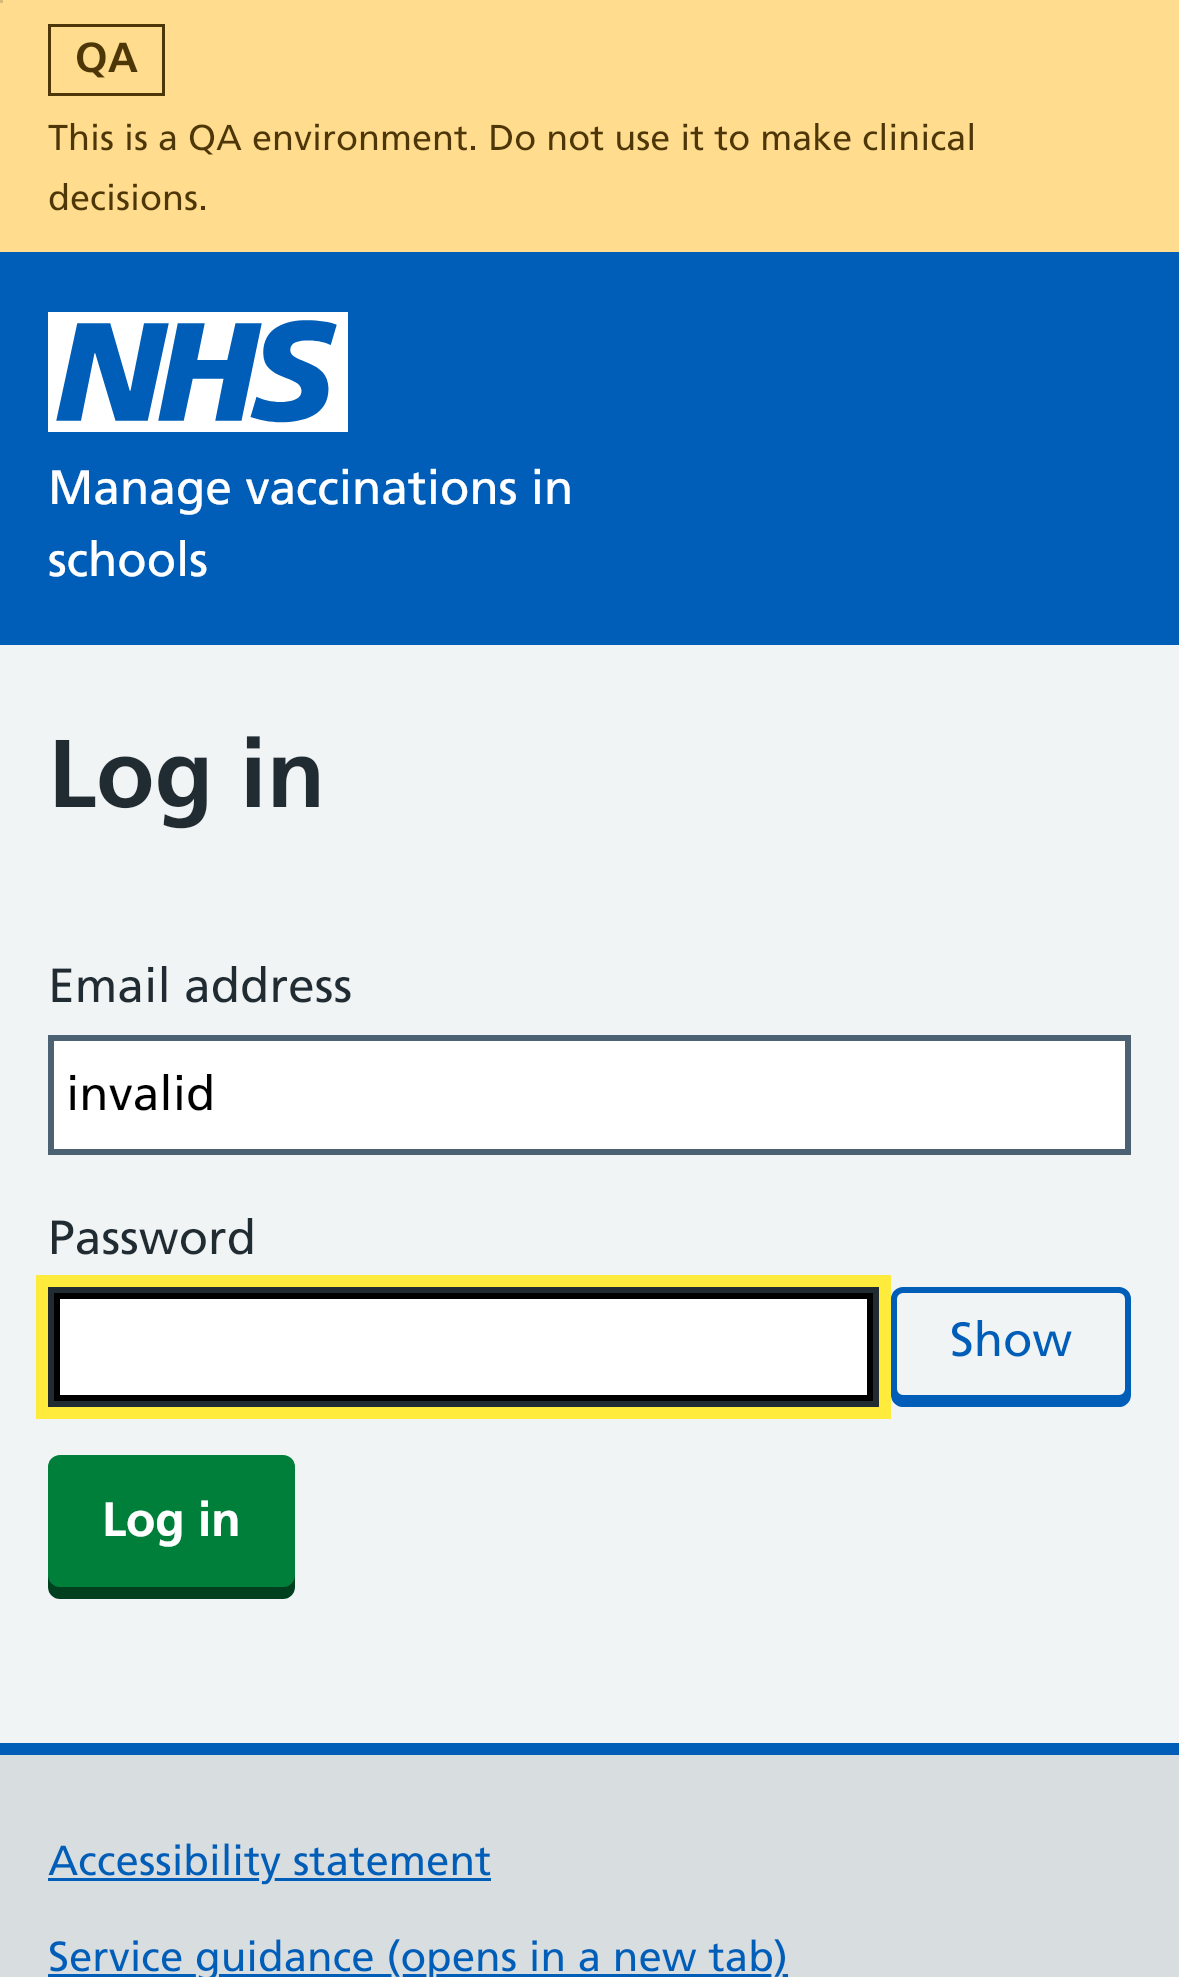 QA
This is a QA environment. Do not use it to make clinical
decisions.
NHS
Manage vaccinations in
schools
Log in
Email address
invalid
Password
Show
Log in
Accessibility statement
Service guidance (opens in a new tab)